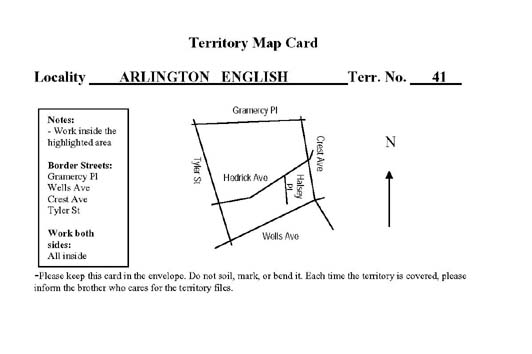 Territory Map Card
Locality ARLINGTON ENGLISH Terr. No. 41
Notes:
- Work inside the
highlighted area
Border Streets:
Gramercy Pl
Wells Ave
Crest Ave
Tyler St
Work both
sides:
All inside
Gramercy Pl
Crest Ave
Tyler St
Hedrick Ave
Halsey
Pl
Wells Ave
N
-Please keep this card in the envelope. Do not soil, mark, or bend it. Each time the territory is covered, please
inform the brother who cares for the territory files.